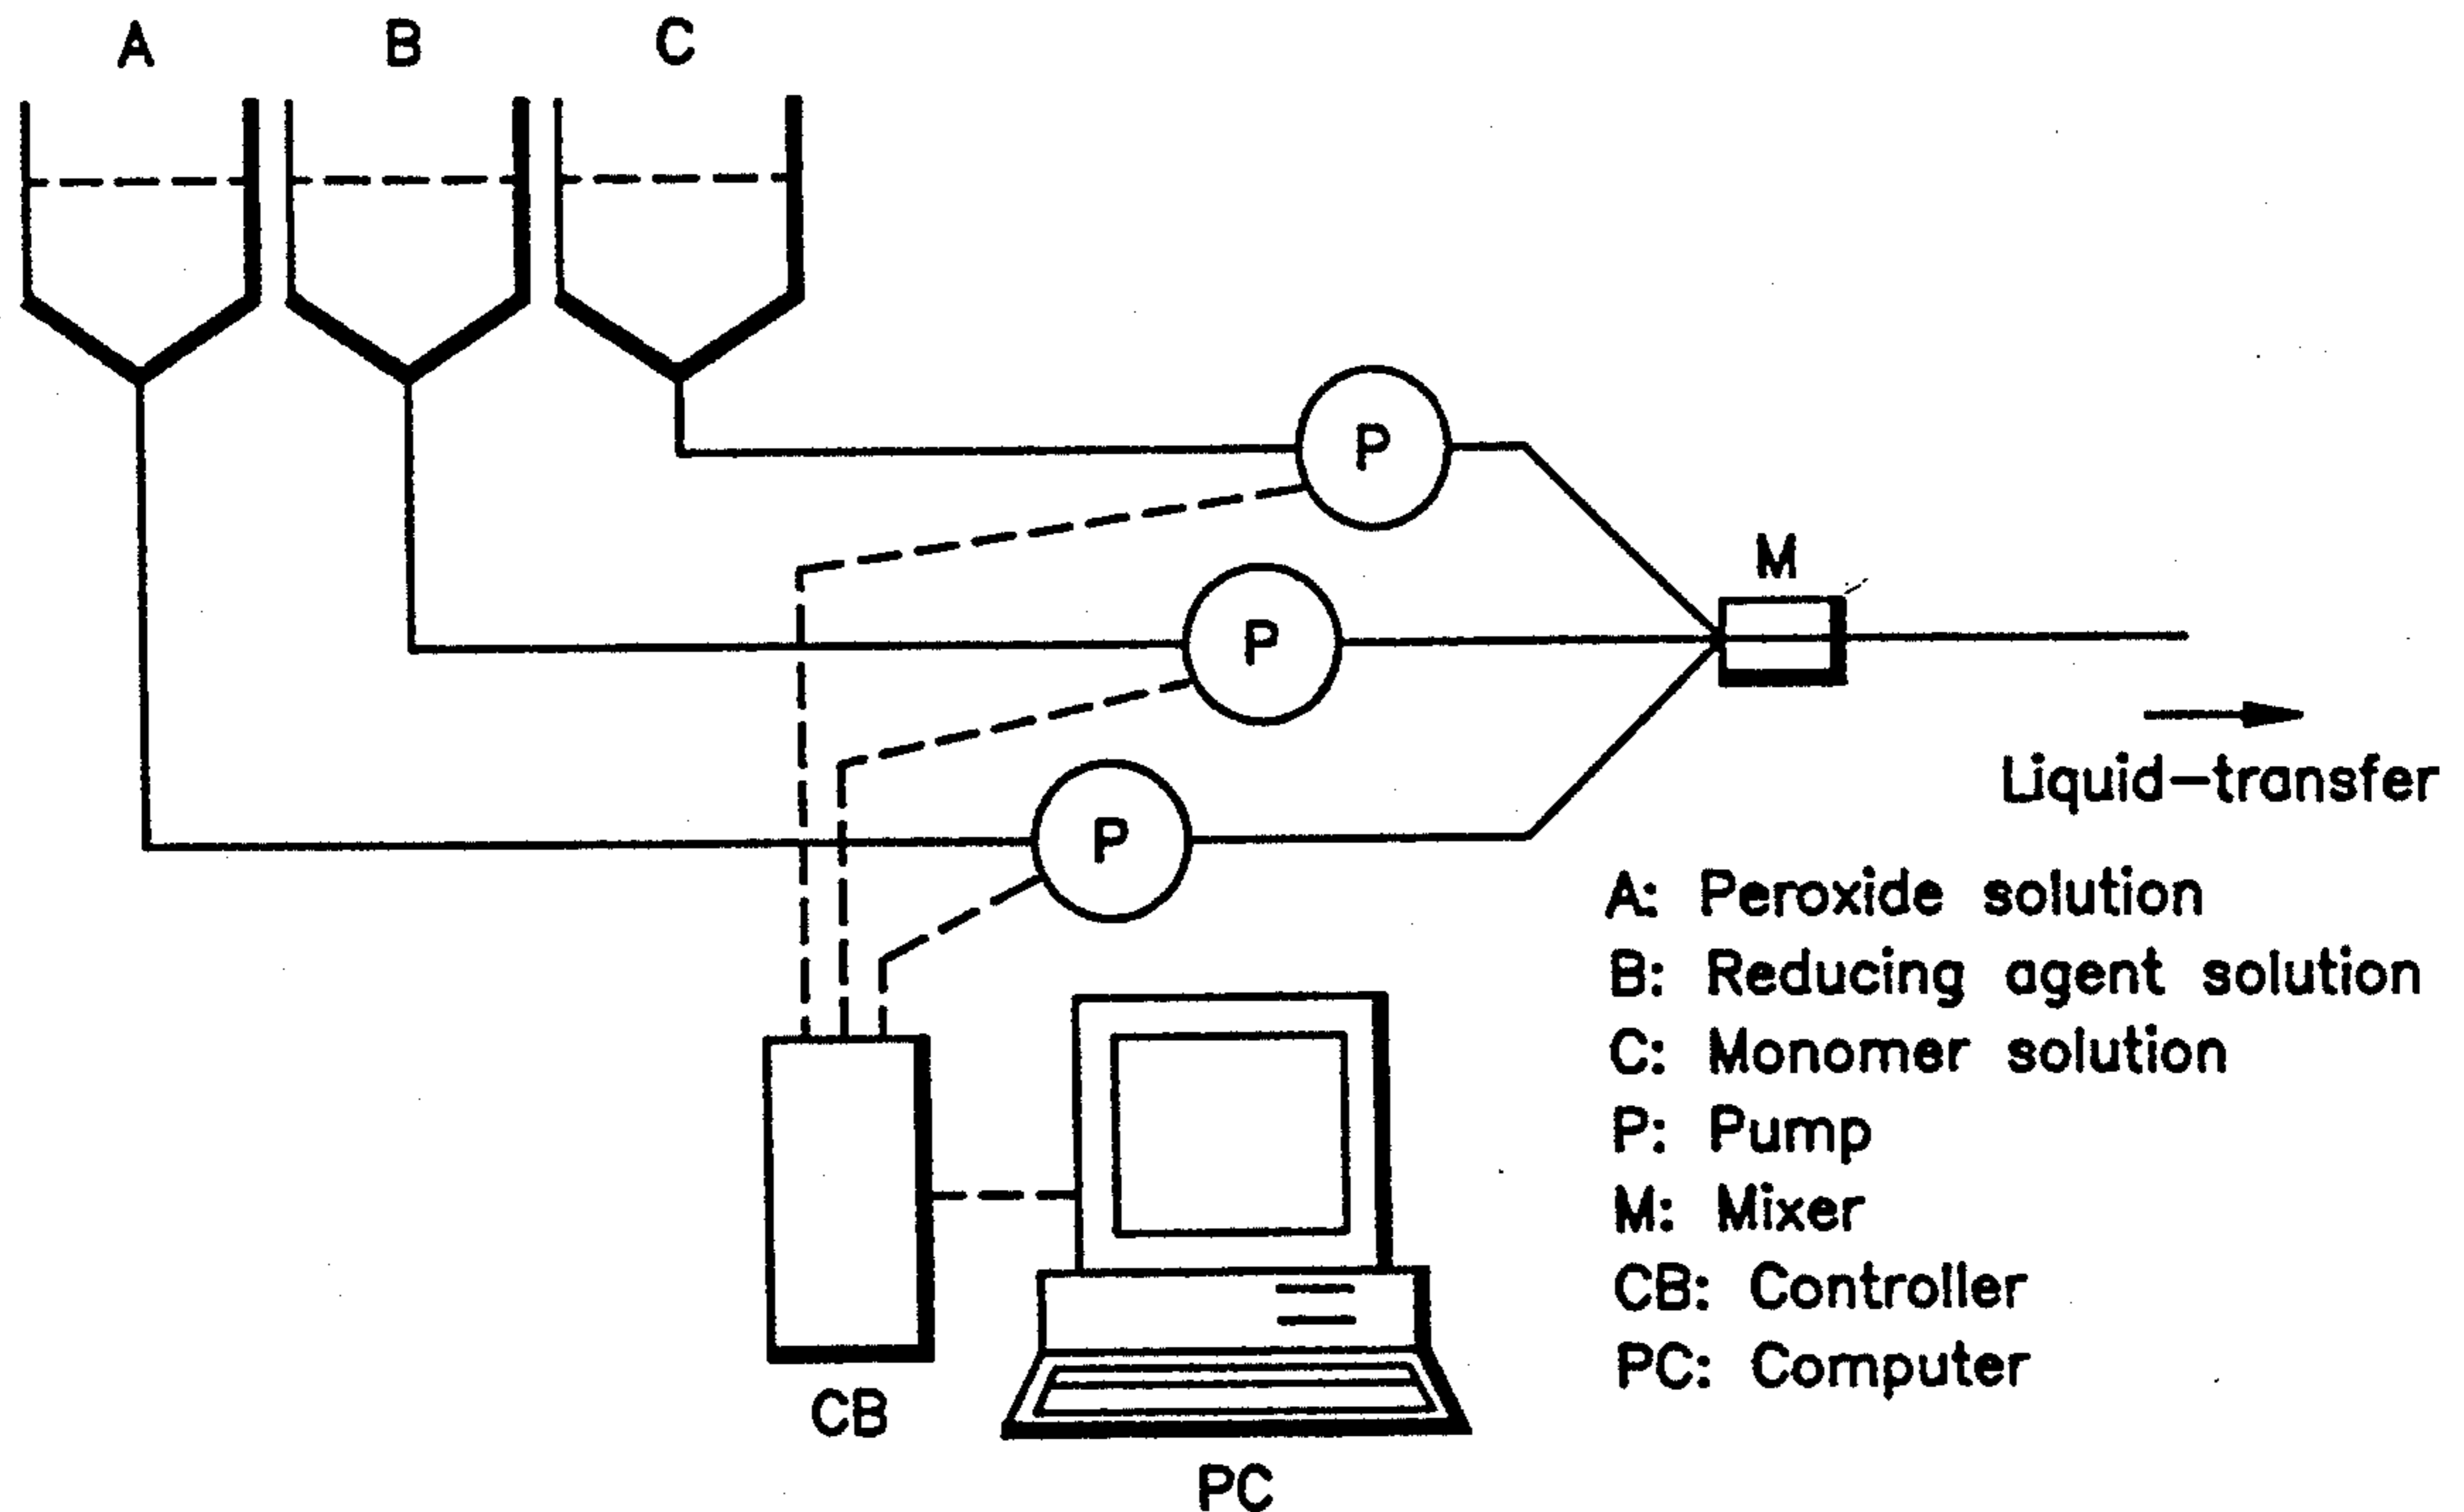 A B C
P
M
P
Liquid-transfer
P
A: Peroxide solution
B: Reducing agent solution
C: Monomer solution
P: Pump
M: Mixer
CB: Controller
PC: Computer
CB
PC